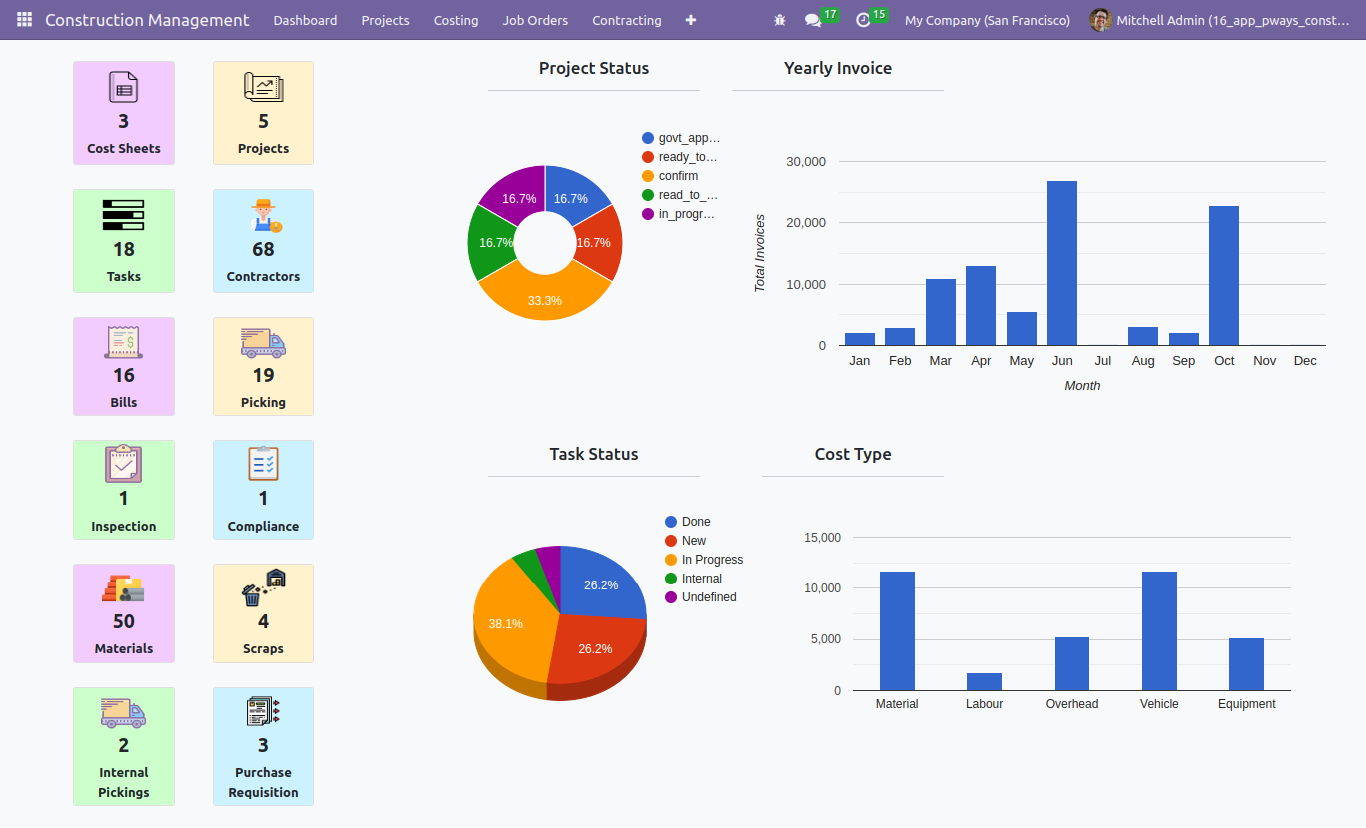 Construction Management Dashboard Projects Costing Job Orders Contracting + 17 15 My Company (San Francisco) Mitchell Admin (16_app_pways_const...
3
Cost Sheets
5
Projects
18
Tasks
68
Contractors
16
Bills
19
Picking
1
Inspection
1
Compliance
50
Materials
4
Scraps
2
Internal
Pickings
3
Purchase
Requisition
Project Status
govt_app...
ready_to...
confirm
read_to_...
in_progr...
16.7%
16.7%
16.7%
16.7%
33.3%
Yearly Invoice
Total Invoices
30,000
20,000
10,000
0
Jan Feb Mar Apr May Jun Jul Aug Sep Oct Nov Dec
Month
Task Status
Done
New
In Progress
Internal
Undefined
26.2%
38.1%
26.2%
Cost Type
15,000
10,000
5,000
0
Material Labour Overhead Vehicle Equipment